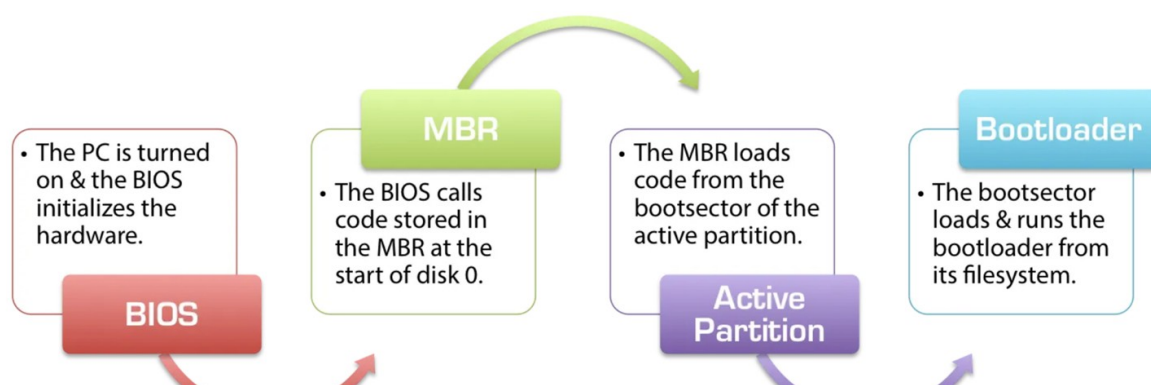 • The PC is turned
on & the BIOS
initializes the
hardware.
BIOS
MBR
• The BIOS calls
code stored in
the MBR at the
start of disk 0.
• The MBR loads
code from the
bootsector of the
active partition.
Active
Partition
Bootloader
• The bootsector
loads & runs the
bootloader from
its filesystem.